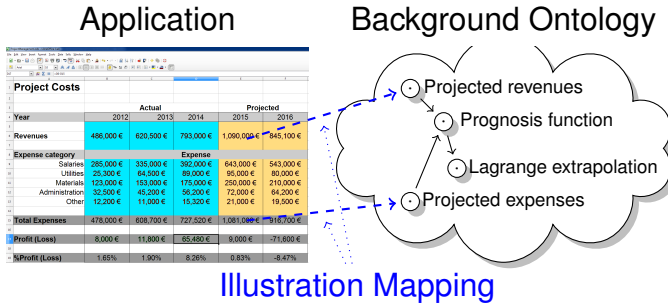 Application
Background Ontology
Project Costs
Actual Projected
Year 2012 2013 2014 2015 2016
Revenues 486,000 € 620,500 € 793,000 € 1,090,000 € 845,100 €
Expense category Expense
Salaries 285,000 € 335,000 € 392,000 € 643,000 € 543,000 €
Utilities 25,300 € 64,500 € 89,000 € 95,000 € 80,000 €
Materials 123,000 € 153,000 € 175,000 € 250,000 € 210,000 €
Administration 32,500 € 45,200 € 56,200 € 72,000 € 64,200 €
Other 12,200 € 11,000 € 15,320 € 21,000 € 19,500 €
Total Expenses 478,000 € 608,700 € 727,520 € 1,081,000 € 916,700 €
Profit (Loss) 8,000 € 11,800 € 65,480 € 9,000 € -71,600 €
%Profit (Loss) 1.65% 1.90% 8.26% 0.83% -8.47%
Projected revenues
Prognosis function
Lagrange extrapolation
Projected expenses
Illustration Mapping